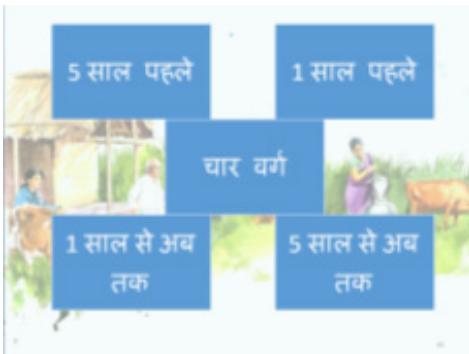 5 साल पहले
1 साल पहले
चार वर्ग
1 साल से अब
तक
5 साल से अब
तक